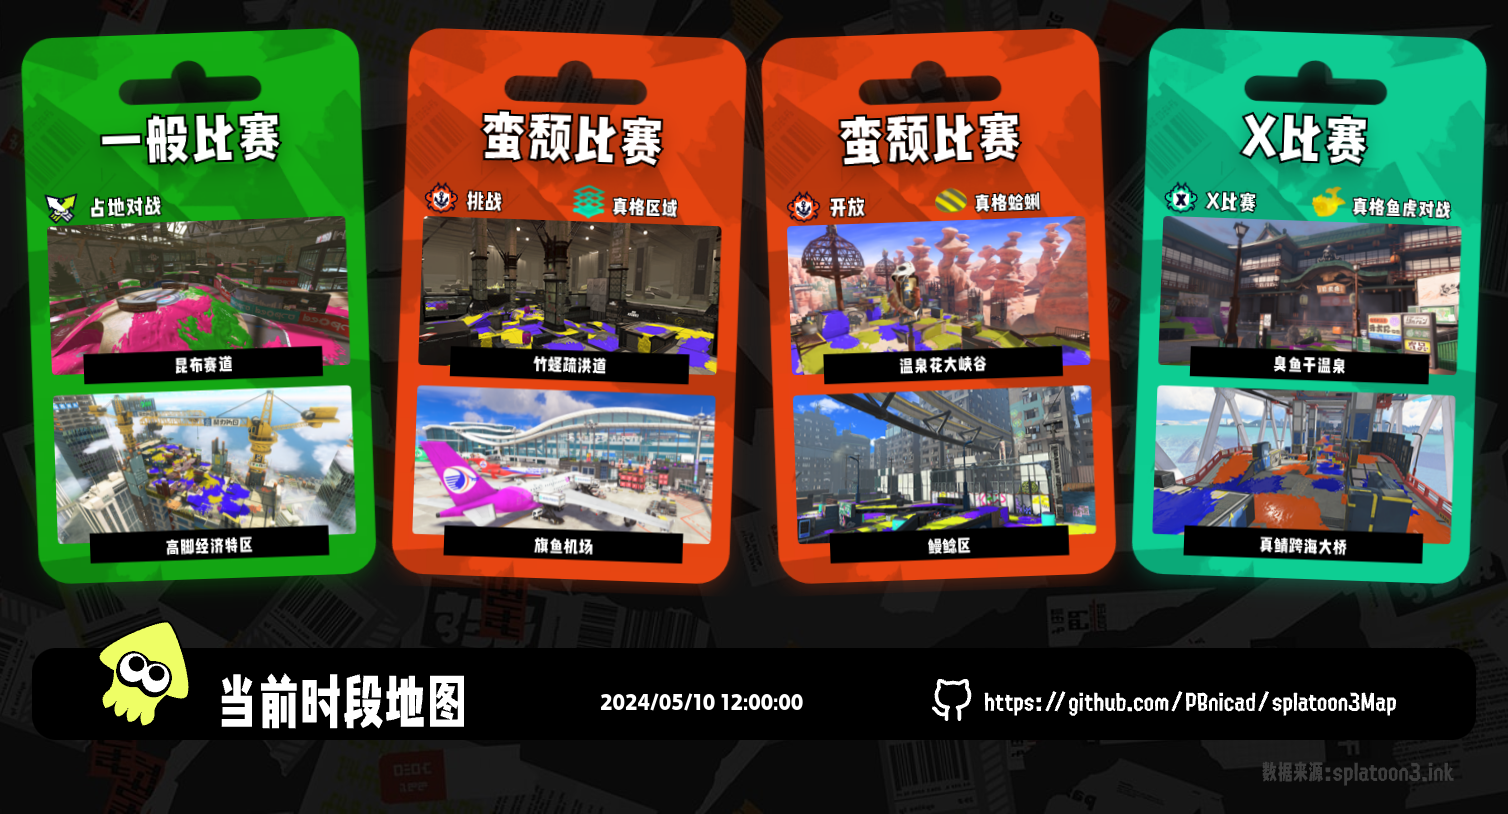 一般比赛
占地对战
昆布赛道
高脚经济特区
蛮颓比赛
挑战
真格区域
竹蛏疏洪道
旗鱼机场
蛮颓比赛
开放
真格蛤蜊
温泉花大峡谷
鳗鲶区
X比赛
X比赛
真格鱼虎对战
臭鱼干温泉
真鲭跨海大桥
当前时段地图
2024/05/10 12:00:00
https://github.com/PBnicad/splatoon3Map
数据来源:splatoon3.ink